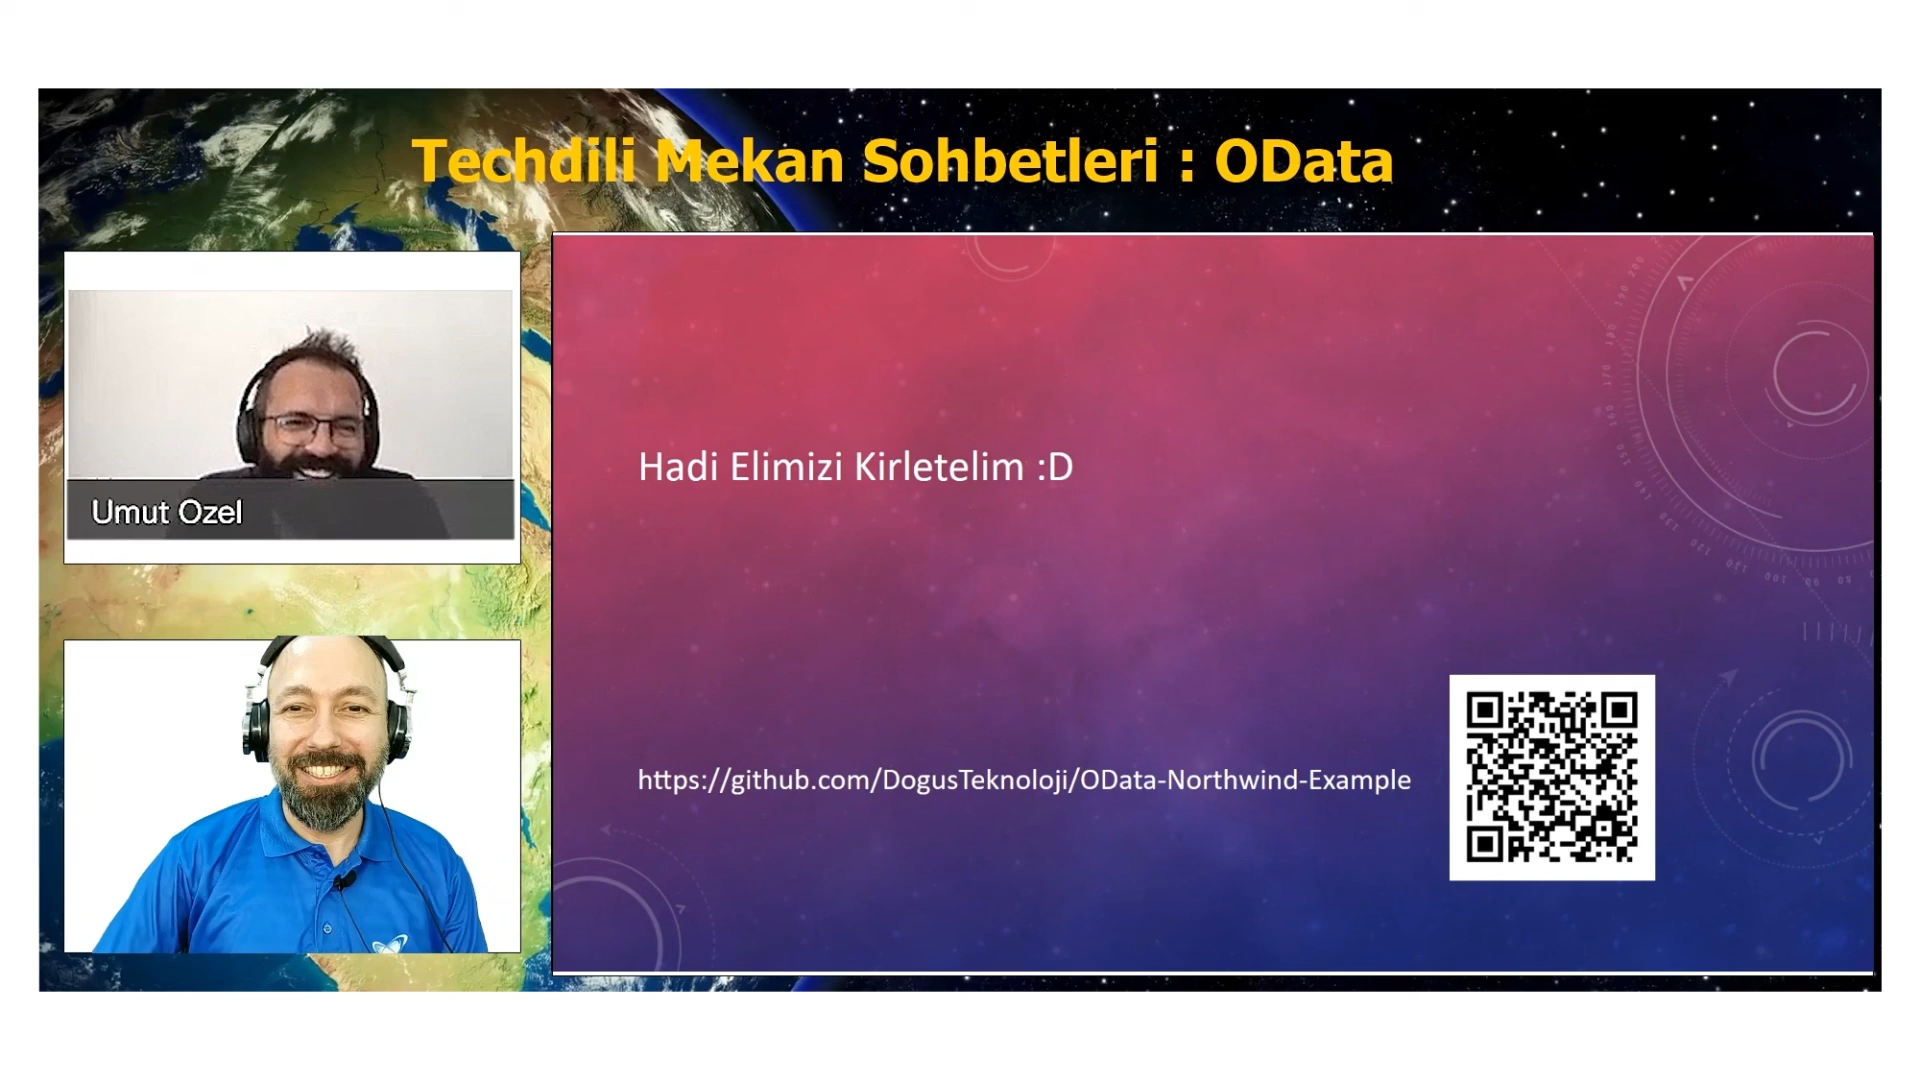 Techdili Mekan Sohbetleri : OData
Umut Ozel
Hadi Elimizi Kirletelim :D
https://github.com/DogusTeknoloji/OData-Northwind-Example